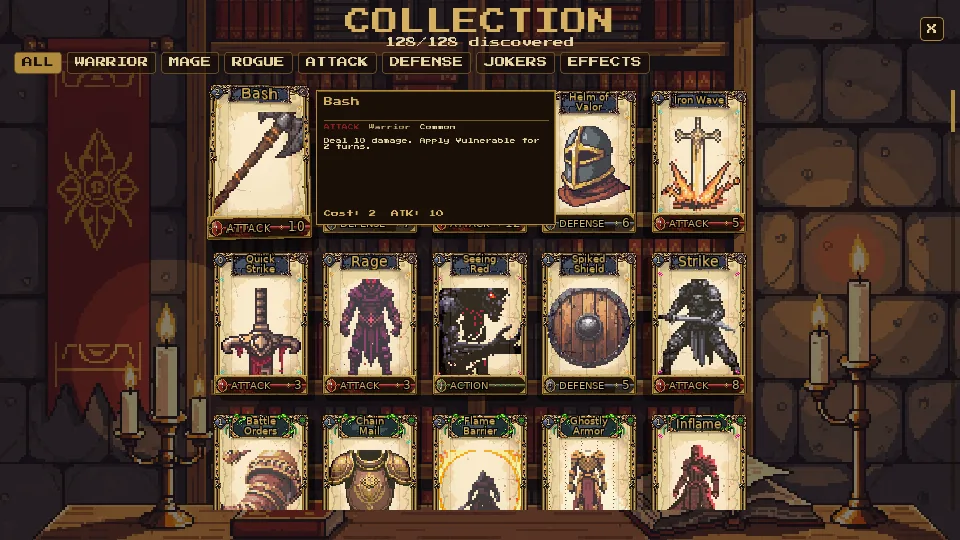 COLLECTION
128/128 discovered
X
ALL WARRIOR MAGE ROGUE ATTACK DEFENSE JOKERS EFFECTS
Bash
ATTACK 10
Bash
ATTACK Warrior Common
Deal 10 damage. Apply Vulnerable for
2 turns.
Cost: 2 ATK: 10
Helm of
Valor
DEFENSE 6
Iron Wave
ATTACK 5
Quick
Strike
ATTACK 3
Rage
ATTACK 3
Seeing
Red
ACTION
Spiked
Shield
DEFENSE 5
Strike
ATTACK 8
Battle
Orders
Chain
Mail
Flame
Barrier
Ghostly
Armor
Inflame